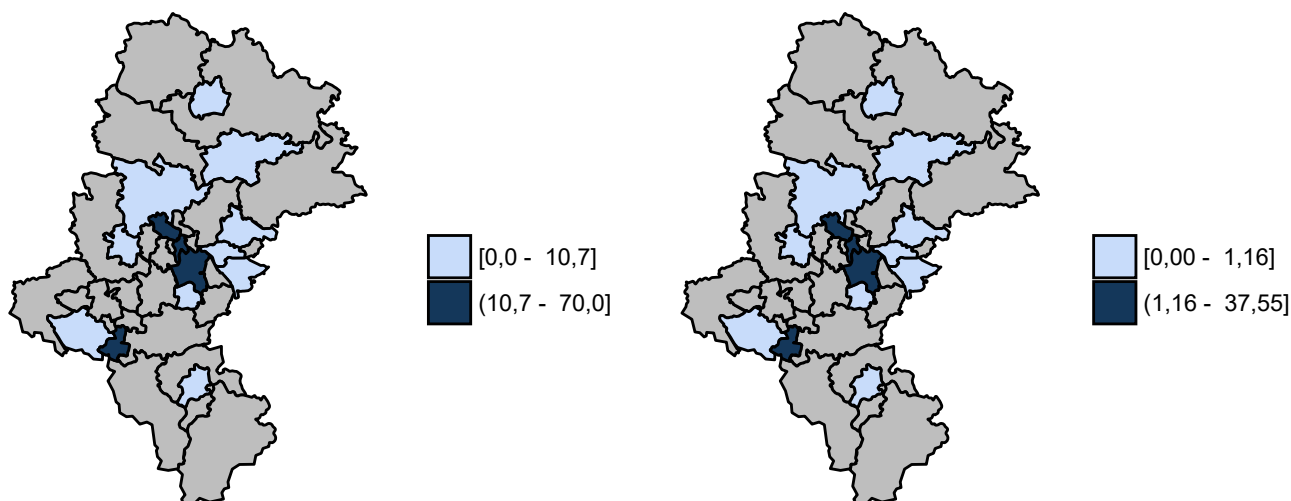 [0,0 -  10,7]
(10,7 -  70,0]
[0,00 -  1,16]
(1,16 -  37,55]